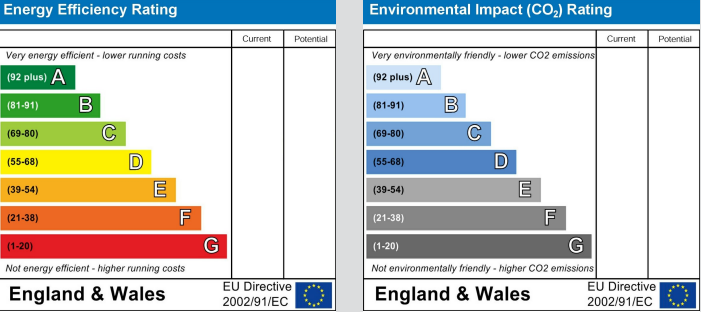 Energy Efficiency Rating
Current Potential
Very energy efficient - lower running costs
(92 plus) A
(81-91) B
(69-80) C
(55-68) D
(39-54) E
(21-38) F
(1-20) G
Not energy efficient - higher running costs
England & Wales
EU Directive
2002/91/EC
Environmental Impact (CO₂) Rating
Current Potential
Very environmentally friendly - lower CO2 emissions
(92 plus) A
(81-91) B
(69-80) C
(55-68) D
(39-54) E
(21-38) F
(1-20) G
Not environmentally friendly - higher CO2 emissions
England & Wales
EU Directive
2002/91/EC